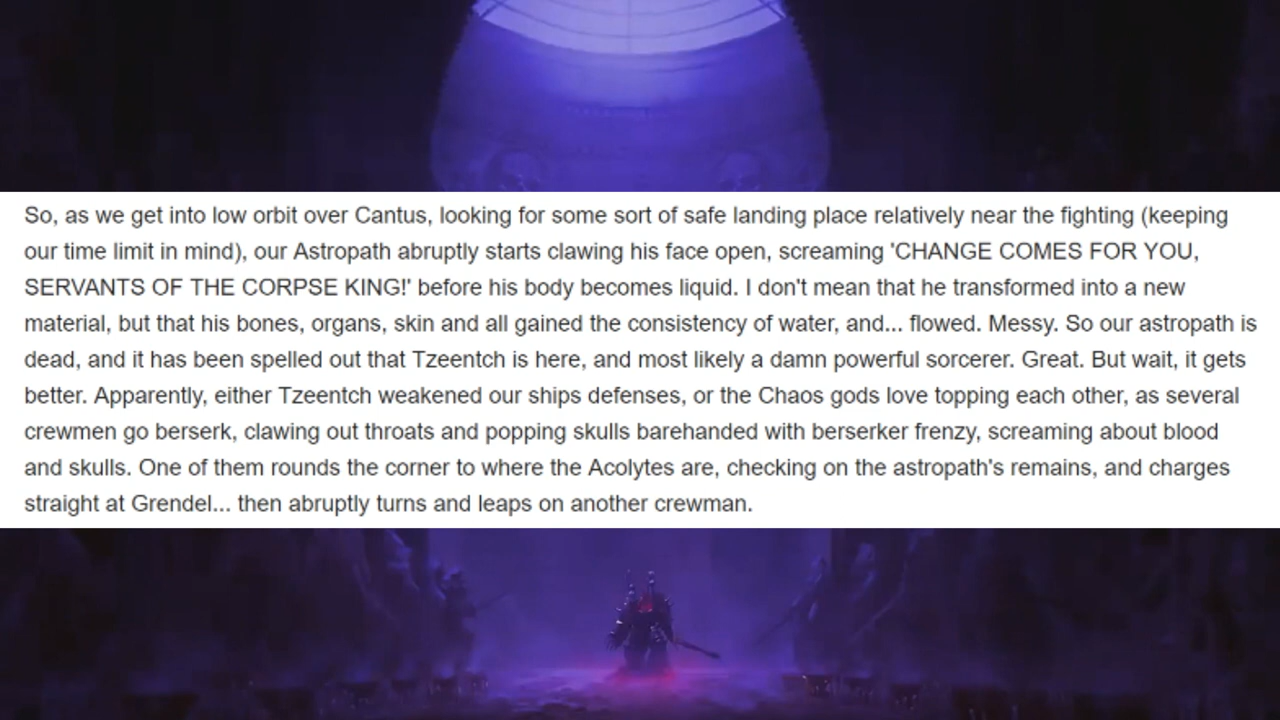 So, as we get into low orbit over Cantus, looking for some sort of safe landing place relatively near the fighting (keeping
our time limit in mind), our Astropath abruptly starts clawing his face open, screaming 'CHANGE COMES FOR YOU,
SERVANTS OF THE CORPSE KING!' before his body becomes liquid. I don't mean that he transformed into a new
material, but that his bones, organs, skin and all gained the consistency of water, and... flowed. Messy. So our astropath is
dead, and it has been spelled out that Tzeentch is here, and most likely a damn powerful sorcerer. Great. But wait, it gets
better. Apparently, either Tzeentch weakened our ships defenses, or the Chaos gods love topping each other, as several
crewmen go berserk, clawing out throats and popping skulls barehanded with berserker frenzy, screaming about blood
and skulls. One of them rounds the corner to where the Acolytes are, checking on the astropath's remains, and charges
straight at Grendel... then abruptly turns and leaps on another crewman.